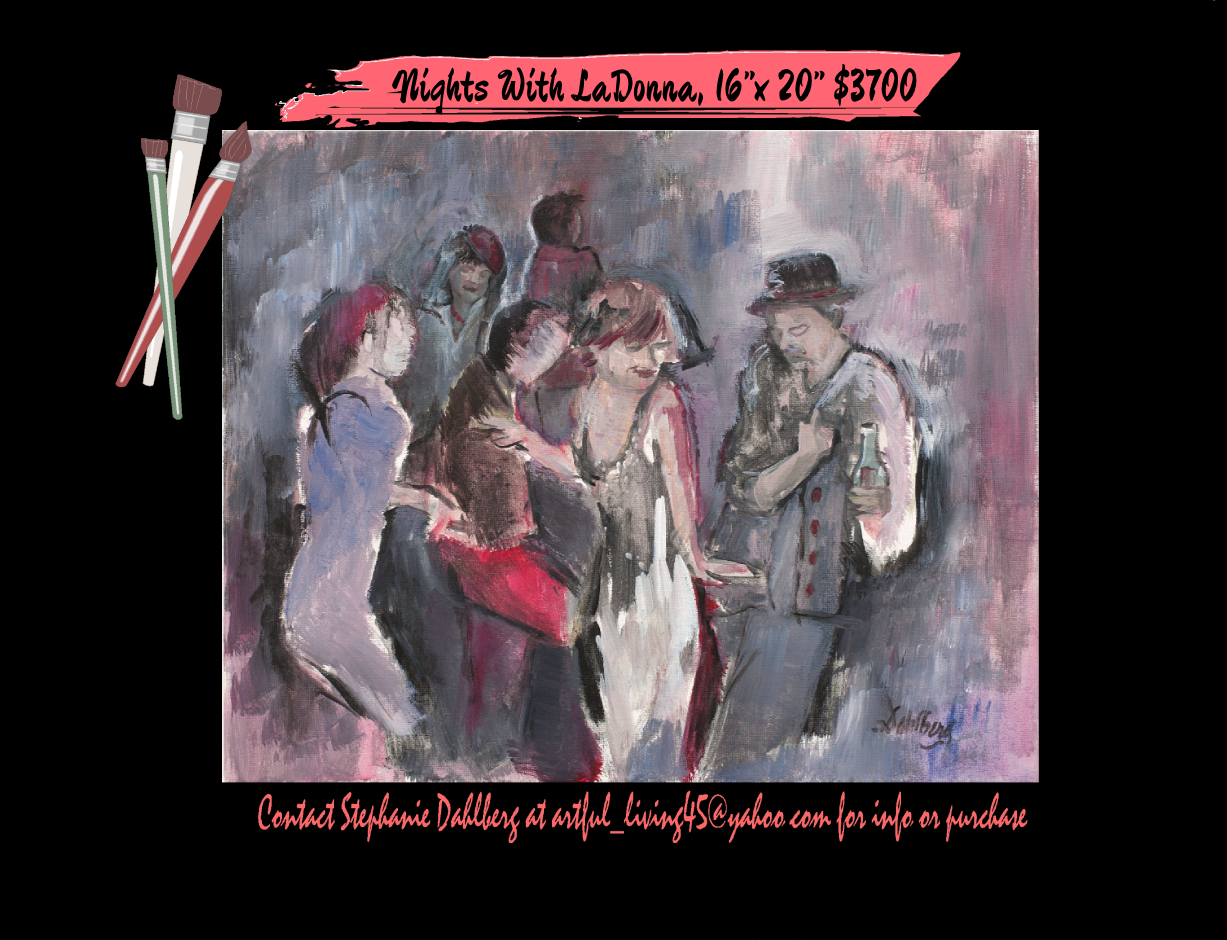 Nights With LaDonna, 16"x 20" $3700
Dahlberg
Contact Stephanie Dahlberg at artful_living45@yahoo.com for info or purchase